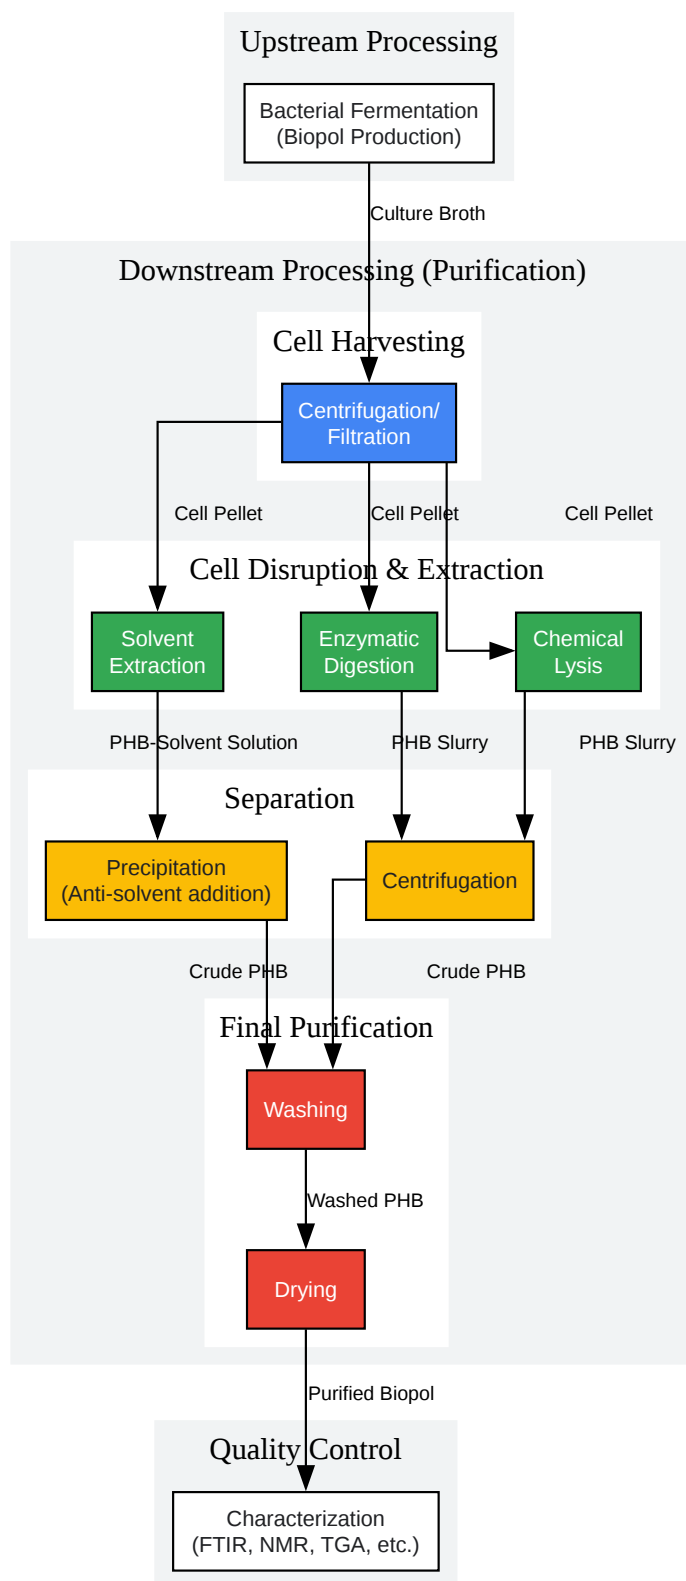 Upstream Processing
Bacterial Fermentation
(Biopol Production)
Culture Broth
Downstream Processing (Purification)
Cell Harvesting
Centrifugation/
Filtration
Cell Pellet
Cell Pellet
Cell Pellet
Cell Disruption & Extraction
Solvent
Extraction
Enzymatic
Digestion
Chemical
Lysis
PHB-Solvent Solution
PHB Slurry
PHB Slurry
Separation
Precipitation
(Anti-solvent addition)
Centrifugation
Crude PHB
Crude PHB
Final Purification
Washing
Washed PHB
Drying
Purified Biopol
Quality Control
Characterization
(FTIR, NMR, TGA, etc.)